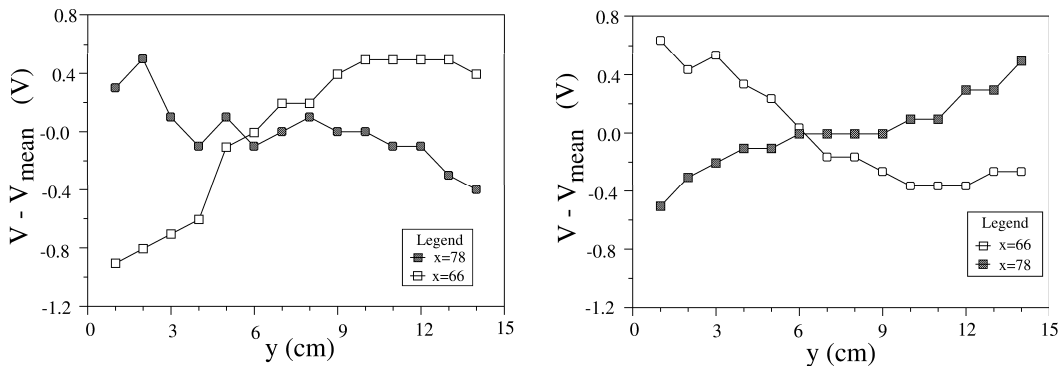 0.8
0.4
-0.0
-0.4
-0.8
-1.2
V - Vmean (V)
0 3 6 9 12 15
y (cm)
Legend
x=78
x=66
0.8
0.4
0.0
-0.4
-0.8
-1.2
V - Vmean (V)
0 3 6 9 12 15
y (cm)
Legend
x=66
x=78